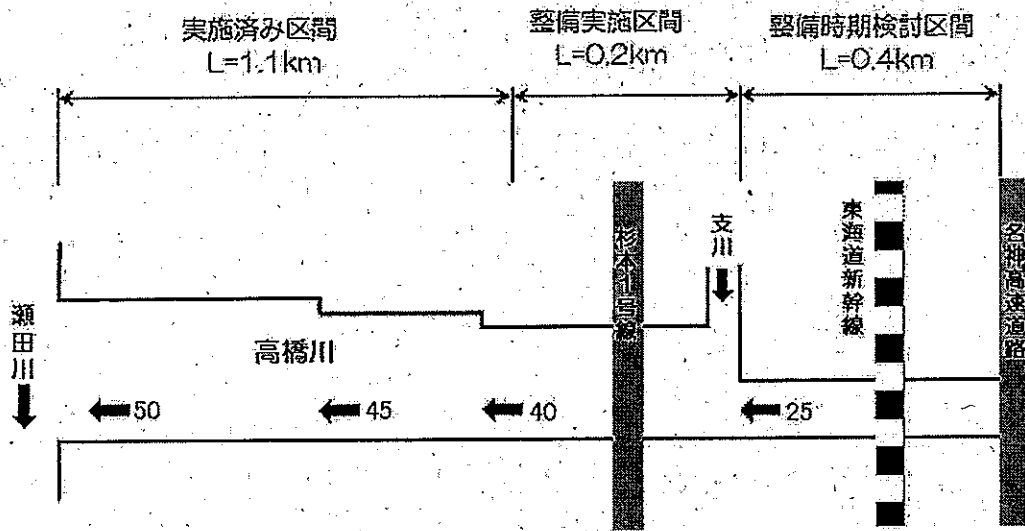 実施済み区間
L=1.1km
整備実施区間
L=0.2km
整備時期検討区間
L=0.4km
瀬田川
高橋川
杉本1号線
支川
東海道新幹線
名神高速道路
50
45
40
25